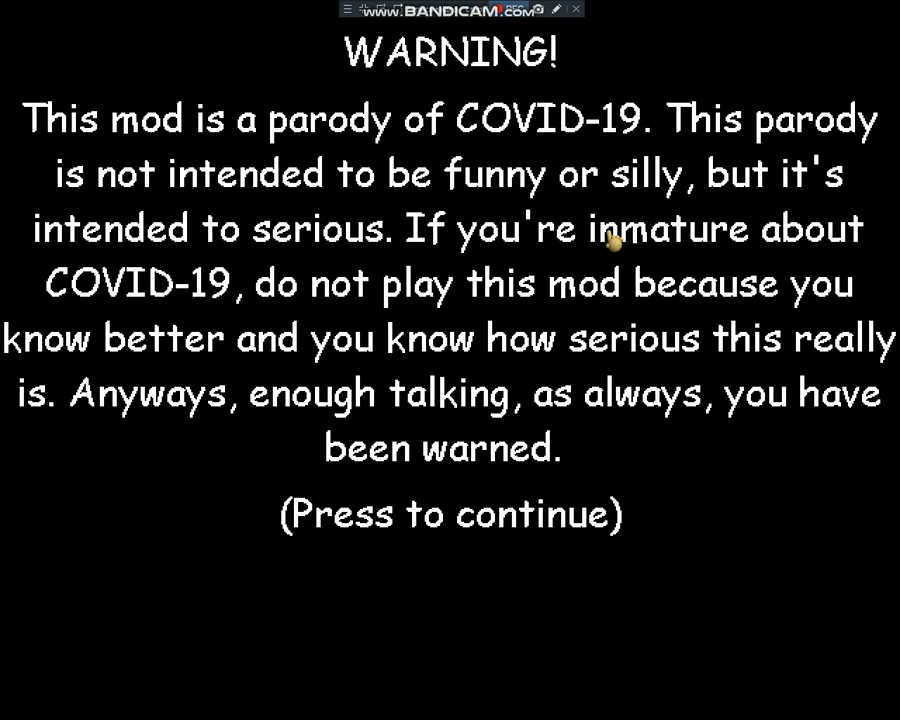 www.BANDICAM.com
WARNING!
This mod is a parody of COVID-19. This parody
is not intended to be funny or silly, but it's
intended to serious. If you're inmature about
COVID-19, do not play this mod because you
know better and you know how serious this really
is. Anyways, enough talking, as always, you have
been warned.
(Press to continue)